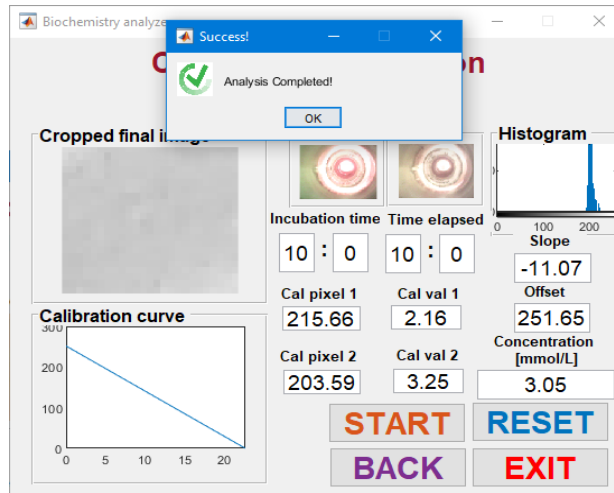 Biochemistry analyze
Success!
Analysis Completed!
OK
Cropped final image
Histogram
0 100 200
Incubation time
Time elapsed
10 : 0
10 : 0
Slope
-11.07
Offset
251.65
Cal pixel 1
Cal val 1
215.66
2.16
Cal pixel 2
Cal val 2
203.59
3.25
Concentration
[mmol/L]
3.05
Calibration curve
300
200
100
0
0 5 10 15 20
START
RESET
BACK
EXIT